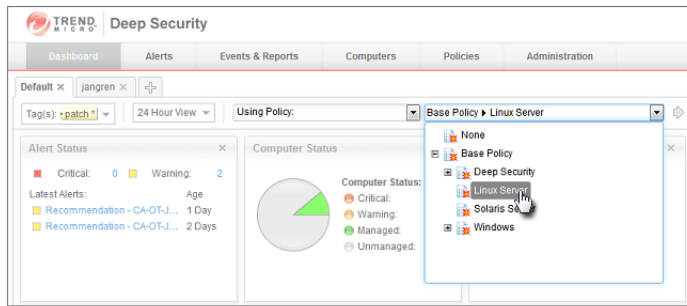 TREND MICRO Deep Security
Dashboard Alerts Events & Reports Computers Policies Administration
Default × jangren ×
Tag(s): patch" 24 Hour View Using Policy: Base Policy Linux Server
None
Base Policy
Deep Security
Linux Server
Solaris
Windows
Alert Status ×
Critical: 0 Warning: 2
Latest Alerts: Age
Recommendation - CA-OT-J... 1 Day
Recommendation - CA-OT-J... 2 Days
Computer Status
Computer Status:
Critical:
Warning:
Managed:
Unmanaged:
×